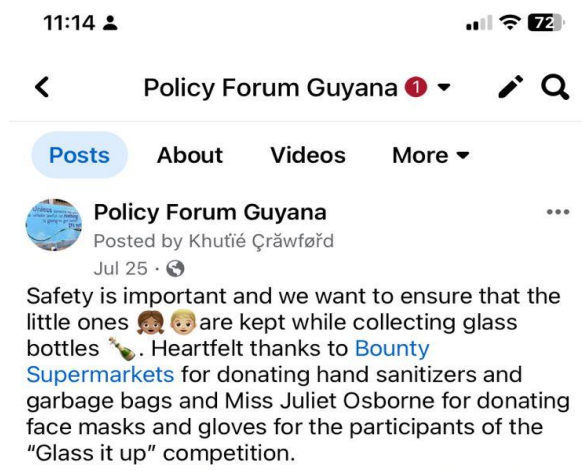 11:14
72
Policy Forum Guyana 1
Posts About Videos More
Policy Forum Guyana
Posted by Khuťïé Çrăwføřd
Jul 25 ·
Safety is important and we want to ensure that the
little ones 👧🏽 👦🏼 are kept while collecting glass
bottles 🍾. Heartfelt thanks to Bounty
Supermarkets for donating hand sanitizers and
garbage bags and Miss Juliet Osborne for donating
face masks and gloves for the participants of the
“Glass it up” competition.